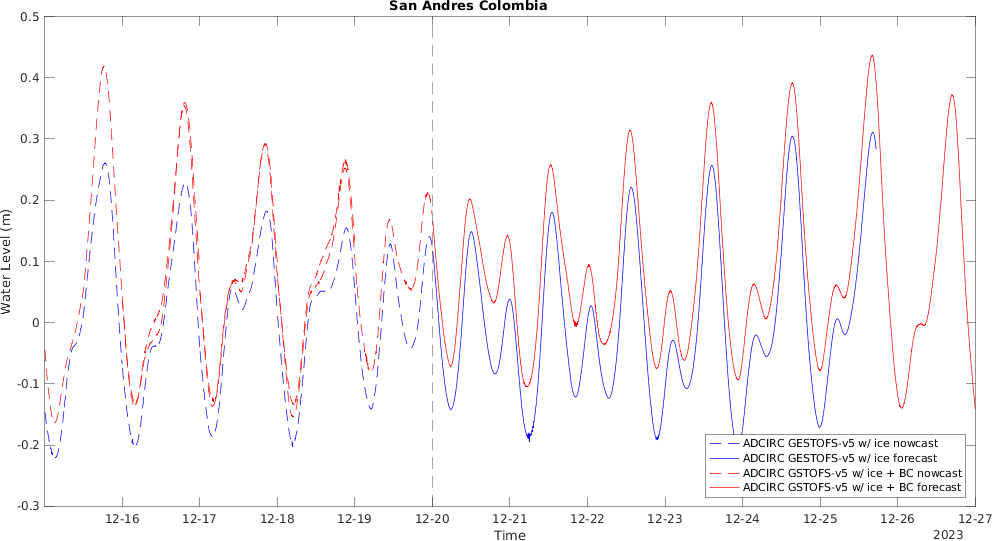 San Andres Colombia
0.5
0.4
0.3
0.2
0.1
0
-0.1
-0.2
-0.3
Water Level (m)
ADCIRC GESTOFS-v5 w/ ice nowcast
ADCIRC GESTOFS-v5 w/ ice forecast
ADCIRC GSTOFS-v5 w/ ice + BC nowcast
ADCIRC GSTOFS-v5 w/ ice + BC forecast
12-16 12-17 12-18 12-19 12-20 12-21 12-22 12-23 12-24 12-25 12-26 12-27
Time
2023